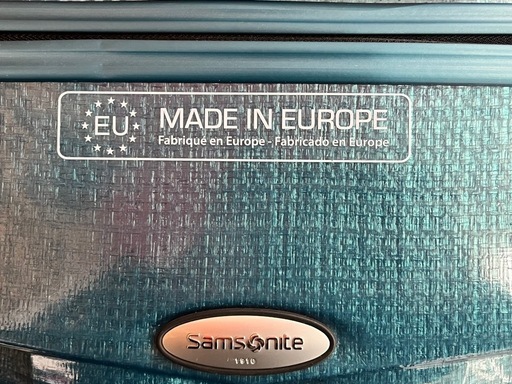 EU
MADE IN EUROPE
Fabriqué en Europe - Fabricado en Europe
Samsonite
1910